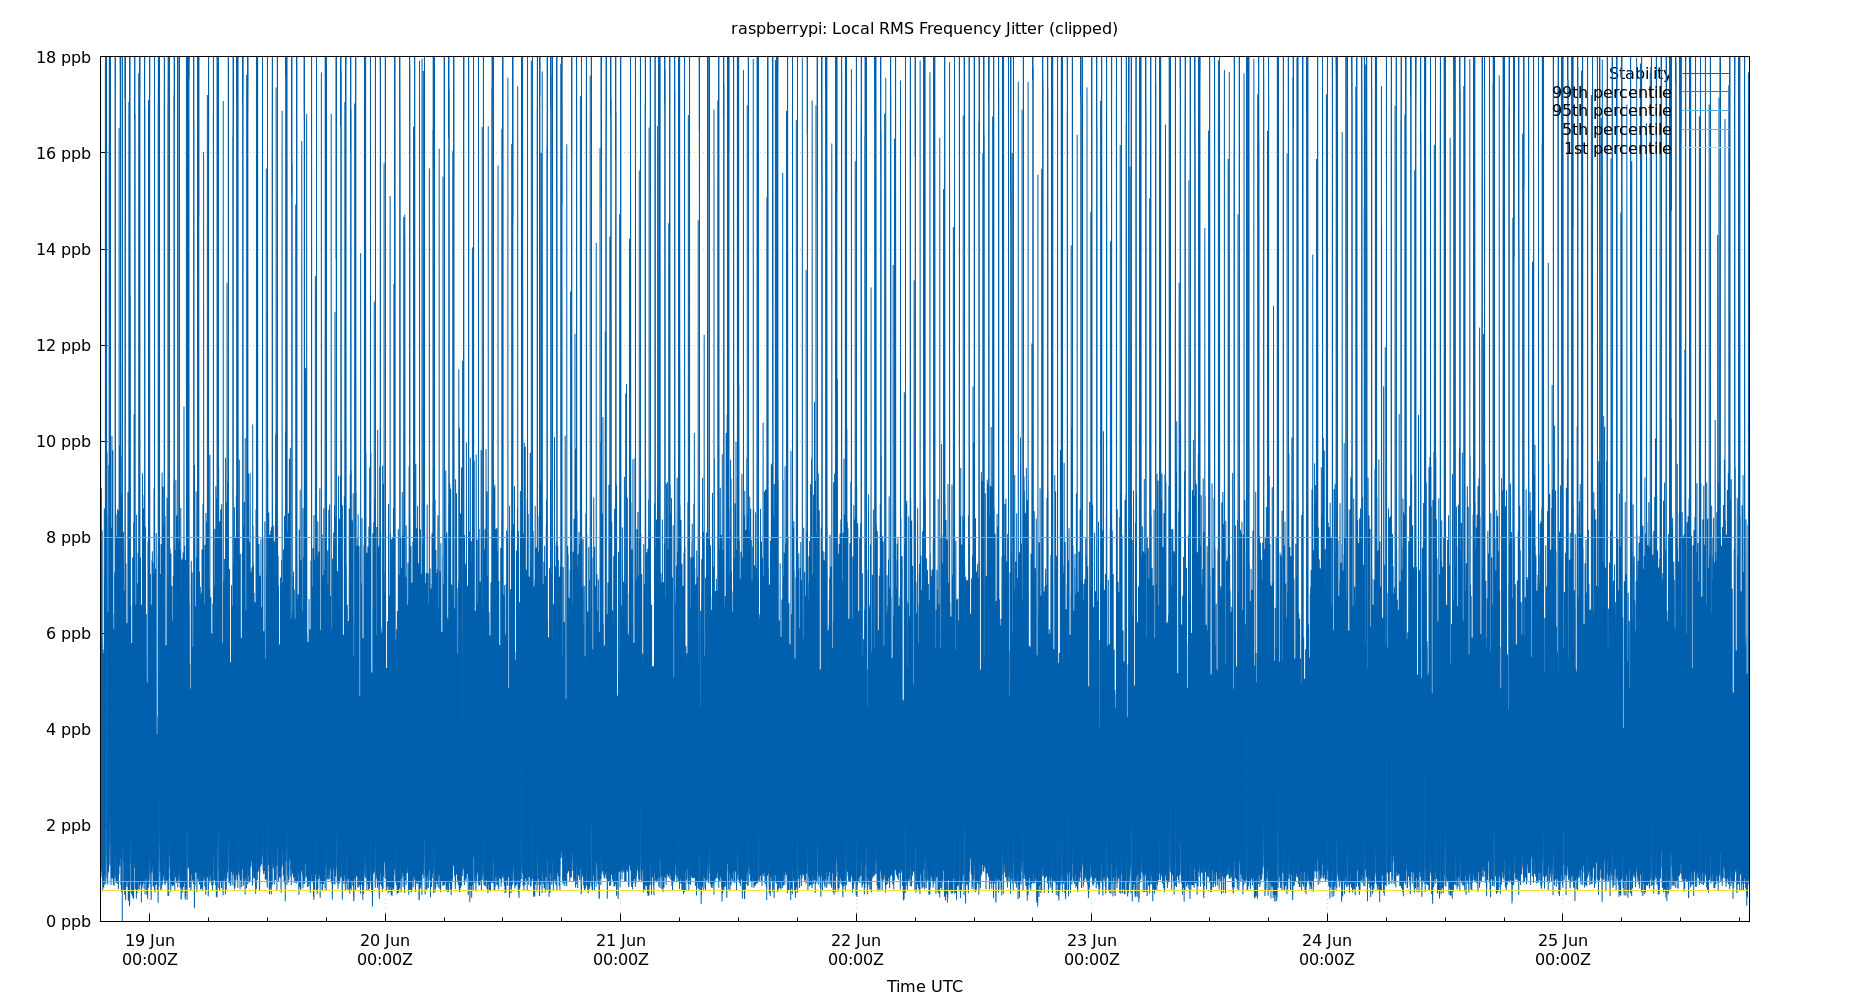 raspberrypi: Local RMS Frequency Jitter (clipped)
18 ppb
16 ppb
14 ppb
12 ppb
10 ppb
8 ppb
6 ppb
4 ppb
2 ppb
0 ppb
Stability
99th percentile
95th percentile
5th percentile
1st percentile
19 Jun 20 Jun 21 Jun 22 Jun 23 Jun 24 Jun 25 Jun
00:00Z 00:00Z 00:00Z 00:00Z 00:00Z 00:00Z 00:00Z
Time UTC